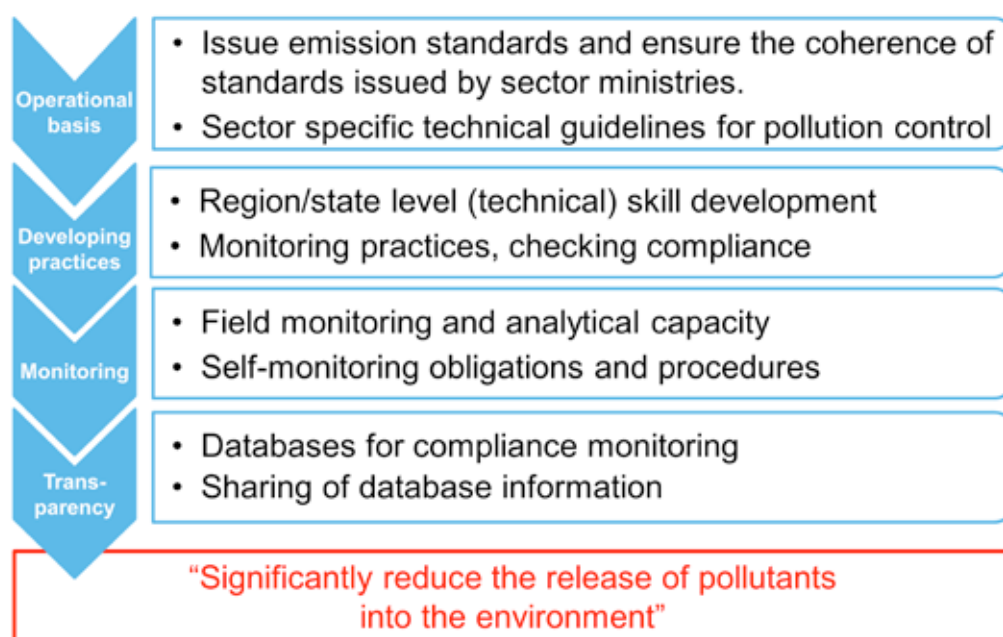 Operational
basis
• Issue emission standards and ensure the coherence of
standards issued by sector ministries.
• Sector specific technical guidelines for pollution control
Developing
practices
• Region/state level (technical) skill development
• Monitoring practices, checking compliance
Monitoring
• Field monitoring and analytical capacity
• Self-monitoring obligations and procedures
Trans-
parency
• Databases for compliance monitoring
• Sharing of database information
“Significantly reduce the release of pollutants
into the environment”